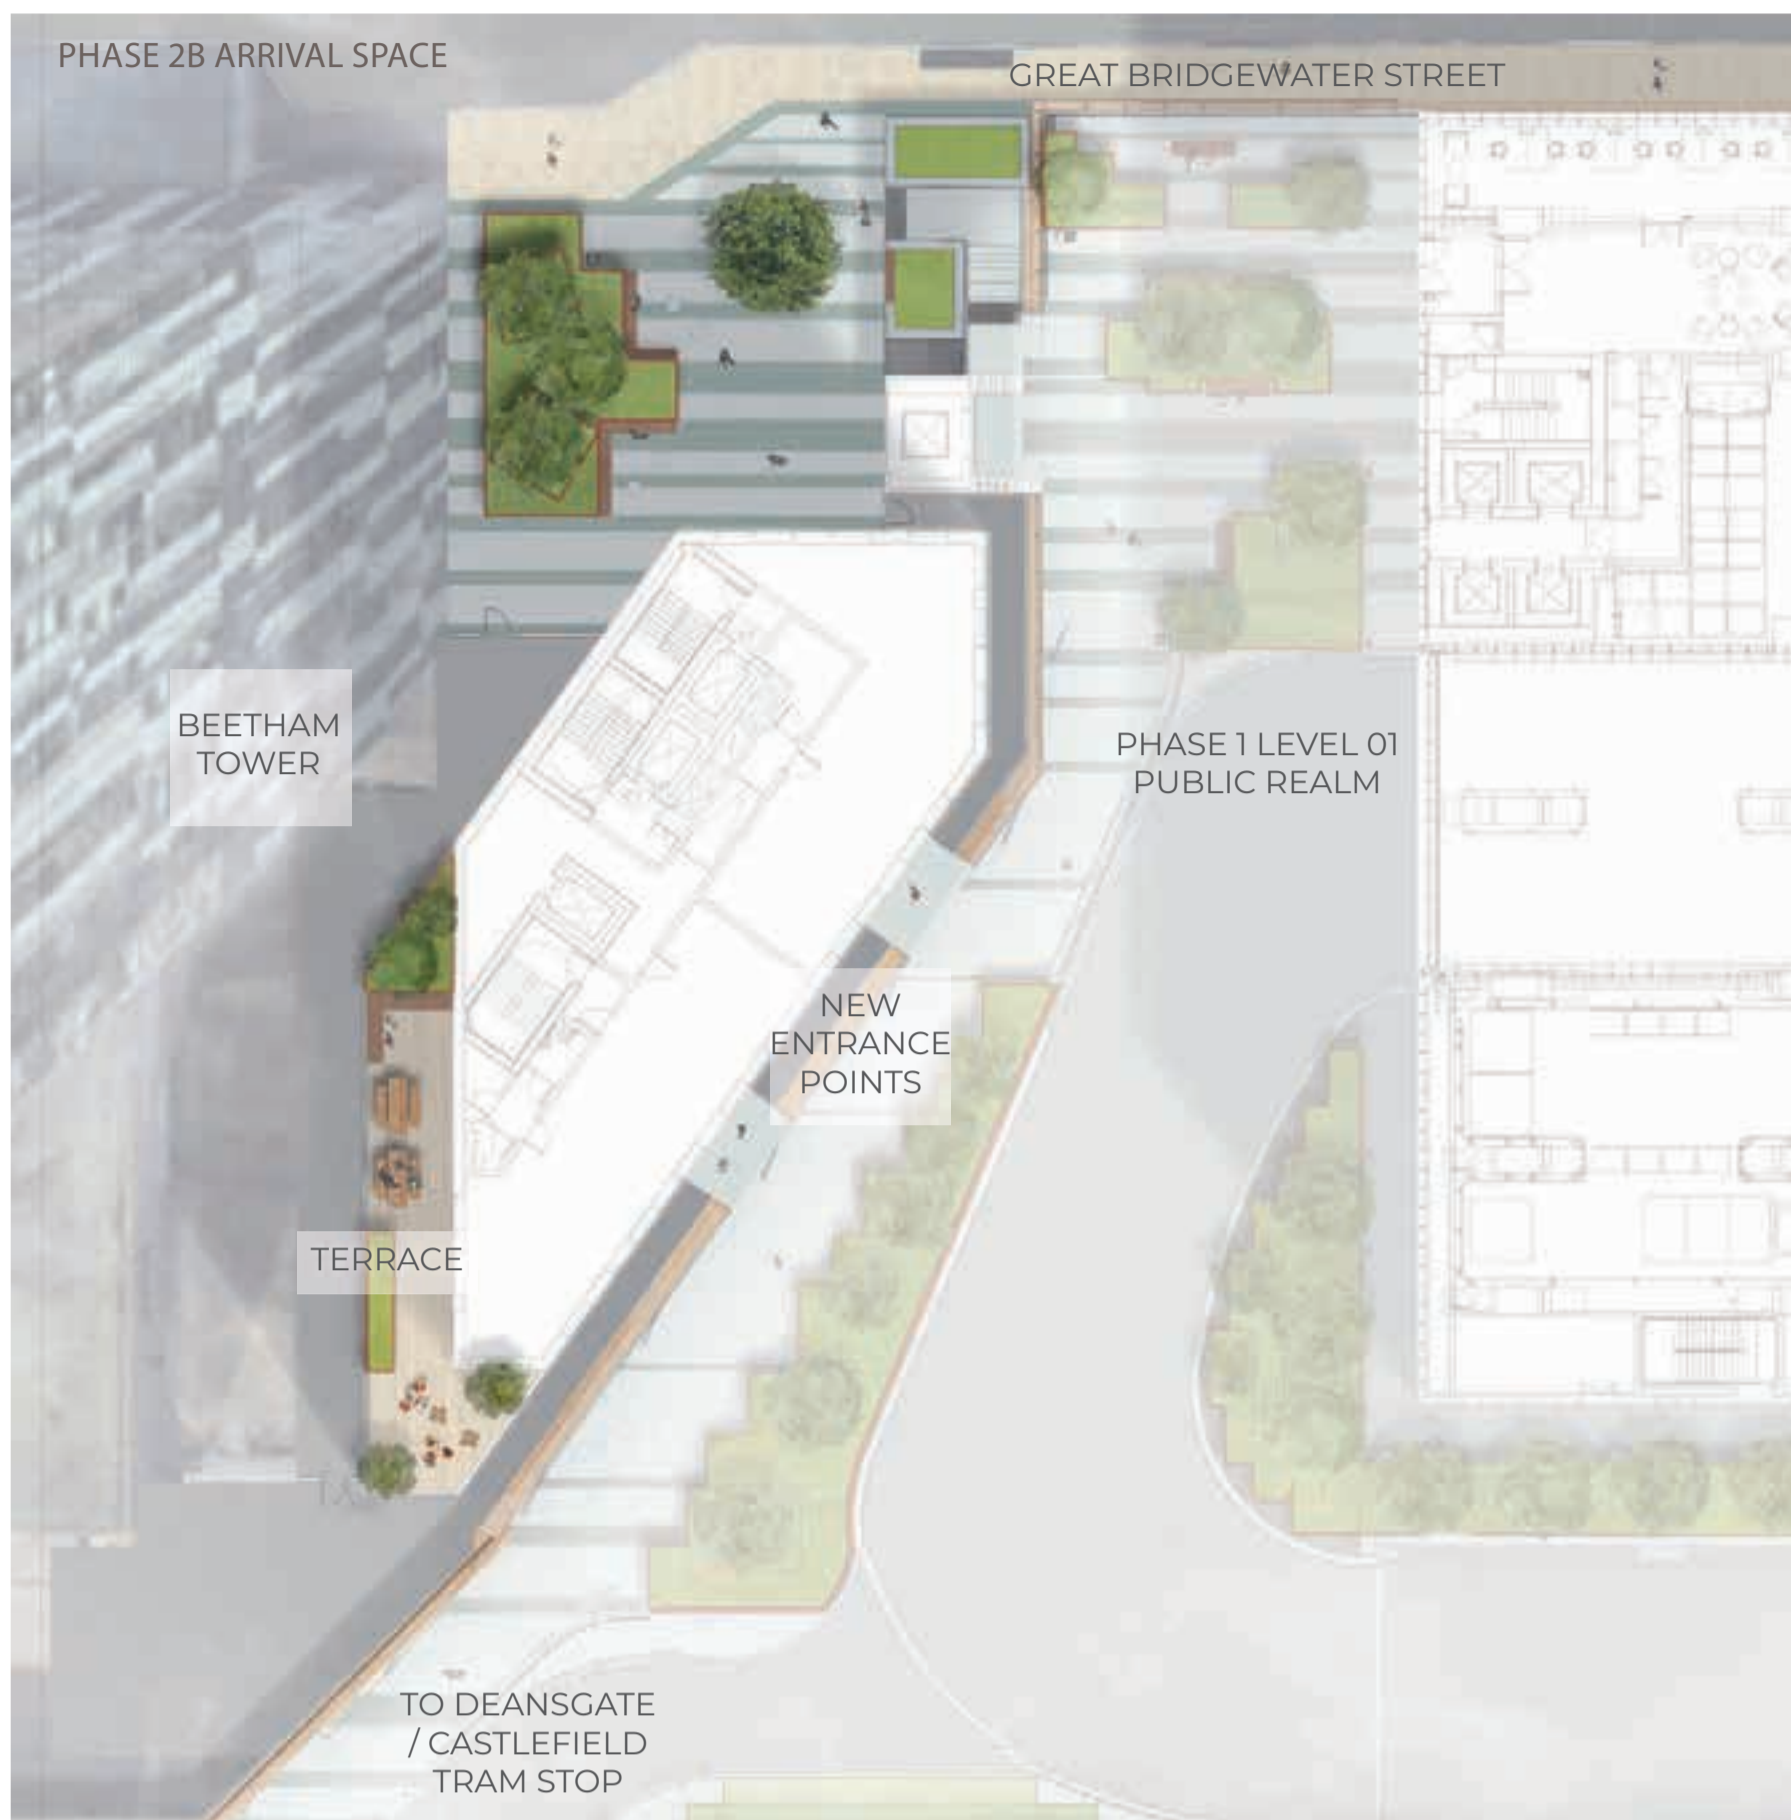 PHASE 2B ARRIVAL SPACE
GREAT BRIDGEWATER STREET
BEETHAM
TOWER
PHASE 1 LEVEL 01
PUBLIC REALM
NEW
ENTRANCE
POINTS
TERRACE
TO DEANSGATE
/ CASTLEFIELD
TRAM STOP